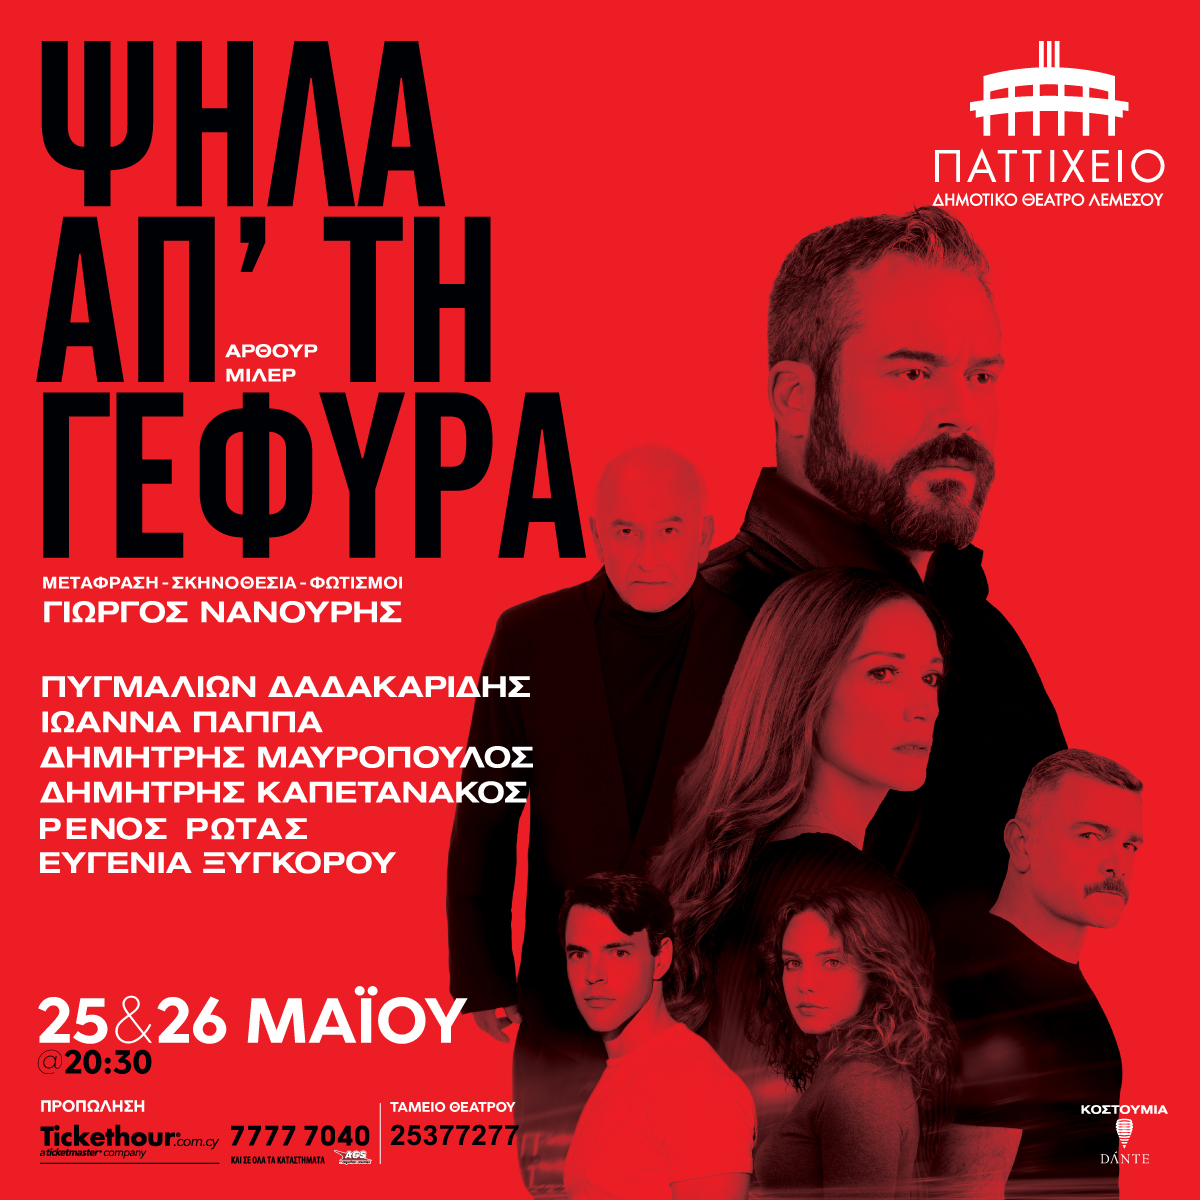 ΨΗΛΑ
ΑΠ’ ΤΗ
ΑΡΘΟΥΡ
ΜΙΛΕΡ
ΓΕΦΥΡΑ
ΜΕΤΑΦΡΑΣΗ - ΣΚΗΝΟΘΕΣΙΑ - ΦΩΤΙΣΜΟΙ
ΓΙΩΡΓΟΣ ΝΑΝΟΥΡΗΣ
ΠΥΓΜΑΛΙΩΝ ΔΑΔΑΚΑΡΙΔΗΣ
ΙΩΑΝΝΑ ΠΑΠΠΑ
ΔΗΜΗΤΡΗΣ ΜΑΥΡΟΠΟΥΛΟΣ
ΔΗΜΗΤΡΗΣ ΚΑΠΕΤΑΝΑΚΟΣ
ΡΕΝΟΣ ΡΩΤΑΣ
ΕΥΓΕΝΙΑ ΞΥΓΚΟΡΟΥ
25&26 ΜΑΪΟΥ
@20:30
ΠΡΟΠΩΛΗΣΗ
Tickethour.com.cy
a ticketmaster company
7777 7040
ΚΑΙ ΣΕ ΟΛΑ ΤΑ ΚΑΤΑΣΤΗΜΑΤΑ
ΤΑΜΕΙΟ ΘΕΑΤΡΟΥ
25377277
ΠΑΤΤΙΧΕΙΟ
ΔΗΜΟΤΙΚΟ ΘΕΑΤΡΟ ΛΕΜΕΣΟΥ
ΚΟΣΤΟΥΜΙΑ
DÁNTE